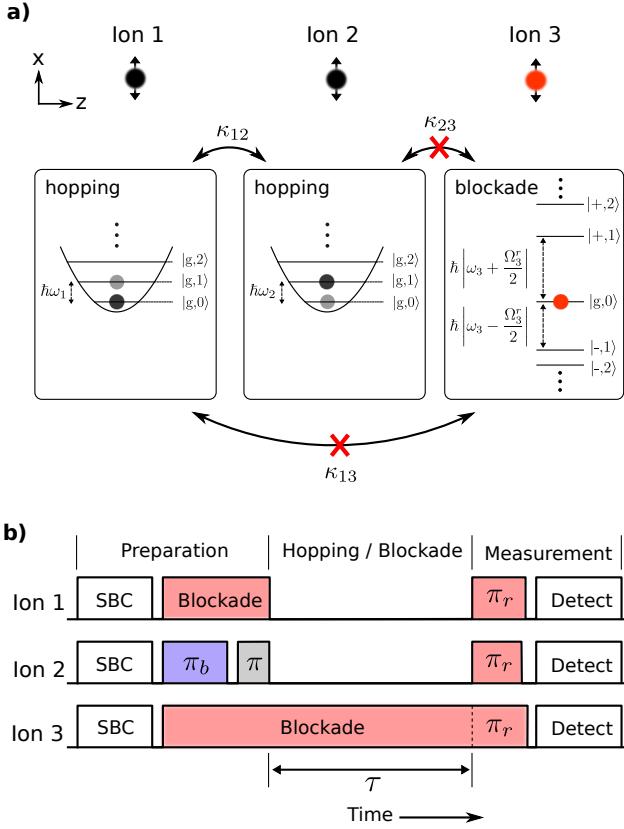 a)
Ion 1 Ion 2 Ion 3
x
z
κ₁₂ κ₂₃
hopping hopping blockade
|+,2⟩
|+,1⟩
|g,2⟩ |g,2⟩
ħ|ω₃ + Ω₃ʳ/2|
|g,1⟩ |g,1⟩
ħω₁ ħω₂
|g,0⟩ |g,0⟩ |g,0⟩
ħ|ω₃ − Ω₃ʳ/2|
|-,1⟩
|-,2⟩
κ₁₃
b)
Preparation Hopping / Blockade Measurement
Ion 1 SBC Blockade πᵣ Detect
Ion 2 SBC π_b π πᵣ Detect
Ion 3 SBC Blockade πᵣ Detect
τ
Time